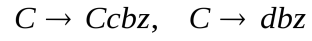 C → Ccbz, C → dbz